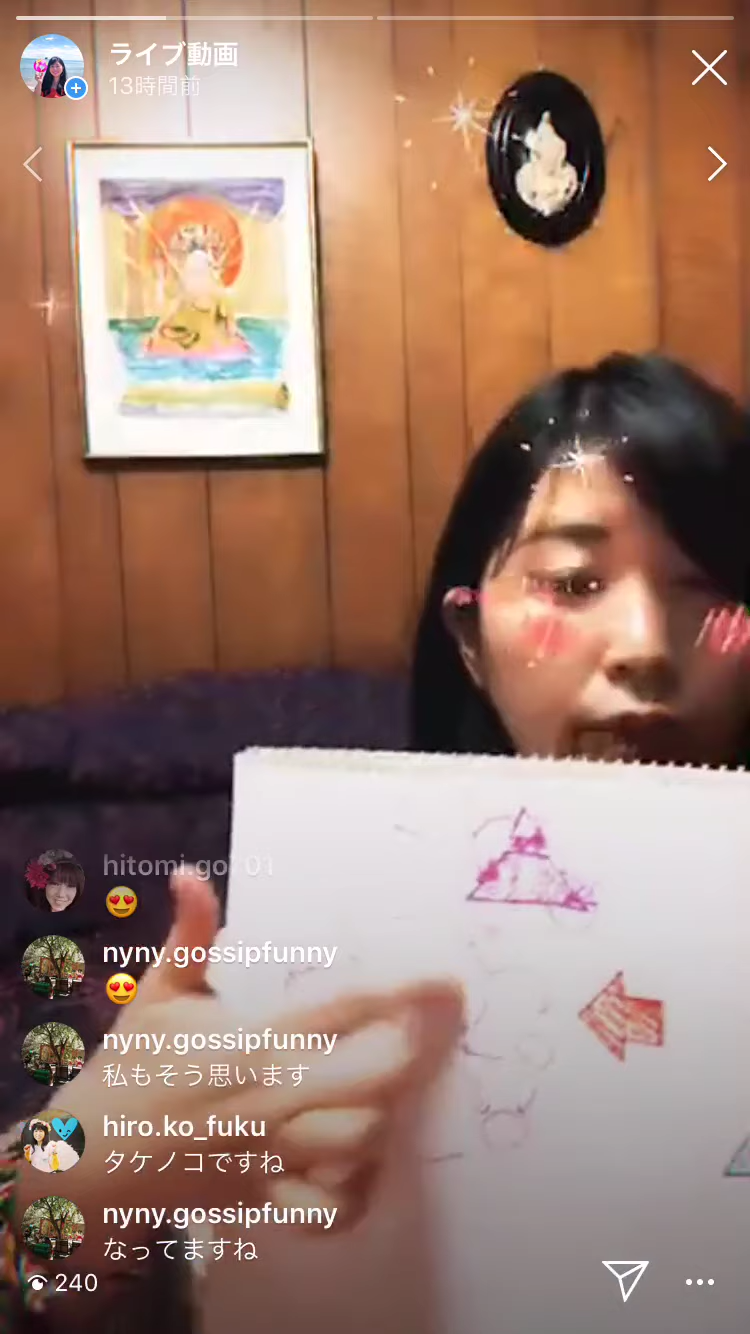 ライブ動画
13時間前
hitomi.go
nyny.gossipfunny
nyny.gossipfunny
私もそう思います
hiro.ko_fuku
タケノコですね
nyny.gossipfunny
なってますね
240